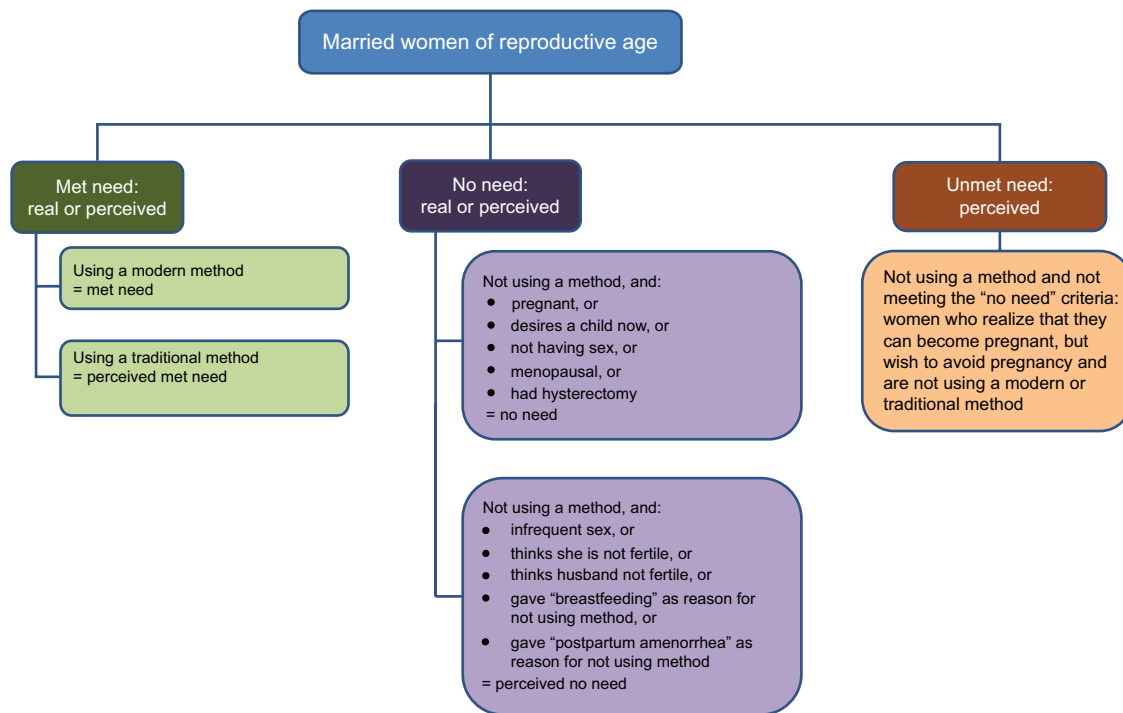 Married women of reproductive age
Met need:
real or perceived
No need:
real or perceived
Unmet need:
perceived
Using a modern method
= met need
Using a traditional method
= perceived met need
Not using a method, and:
● pregnant, or
● desires a child now, or
● not having sex, or
● menopausal, or
● had hysterectomy
= no need
Not using a method, and:
● infrequent sex, or
● thinks she is not fertile, or
● thinks husband not fertile, or
● gave “breastfeeding” as reason for
not using method, or
● gave “postpartum amenorrhea” as
reason for not using method
= perceived no need
Not using a method and not
meeting the “no need” criteria:
women who realize that they
can become pregnant, but
wish to avoid pregnancy and
are not using a modern or
traditional method